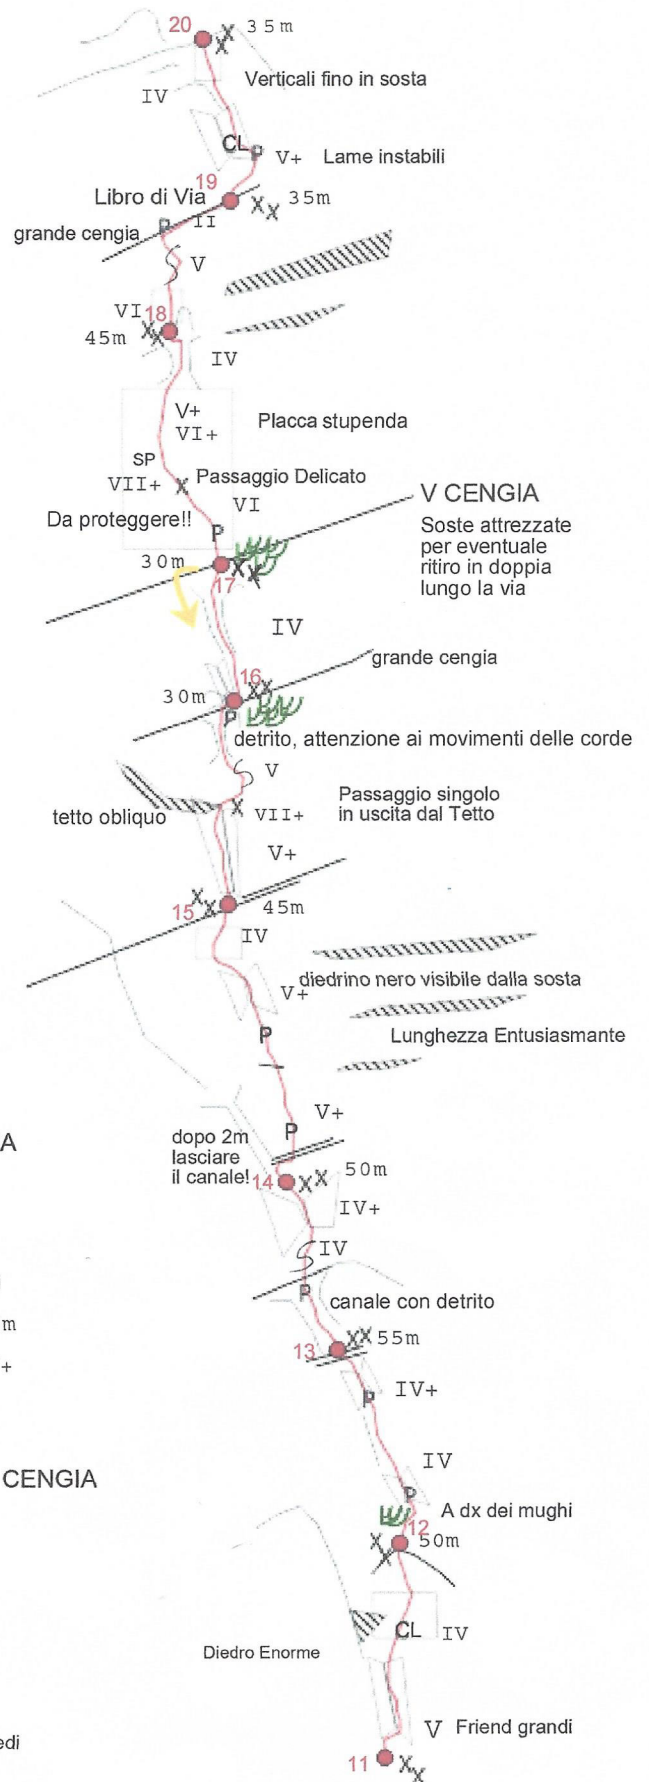 20
35m
Verticali fino in sosta
IV
CL
P
V+
Lame instabili
19
Libro di Via
35m
P
II
grande cengia
V
VI
18
45m
IV
V+
VI+
Placca stupenda
SP
VII+
X
Passaggio Delicato
VI
V CENGIA
Da proteggere!!
P
Soste attrezzate
per eventuale
ritiro in doppia
lungo la via
30m
17
IV
grande cengia
16
30m
P
detrito, attenzione ai movimenti delle corde
V
Passaggio singolo
in uscita dal Tetto
tetto obliquo
X
VII+
V+
15
45m
IV
diedrino nero visibile dalla sosta
V+
P
Lunghezza Entusiasmante
V+
P
A
dopo 2m
lasciare
il canale!
50m
14
IV+
IV
P
canale con detrito
m
13
55m
+
IV+
P
IV
CENGIA
P
A dx dei mughi
12
50m
CL
IV
Diedro Enorme
edi
V
Friend grandi
11